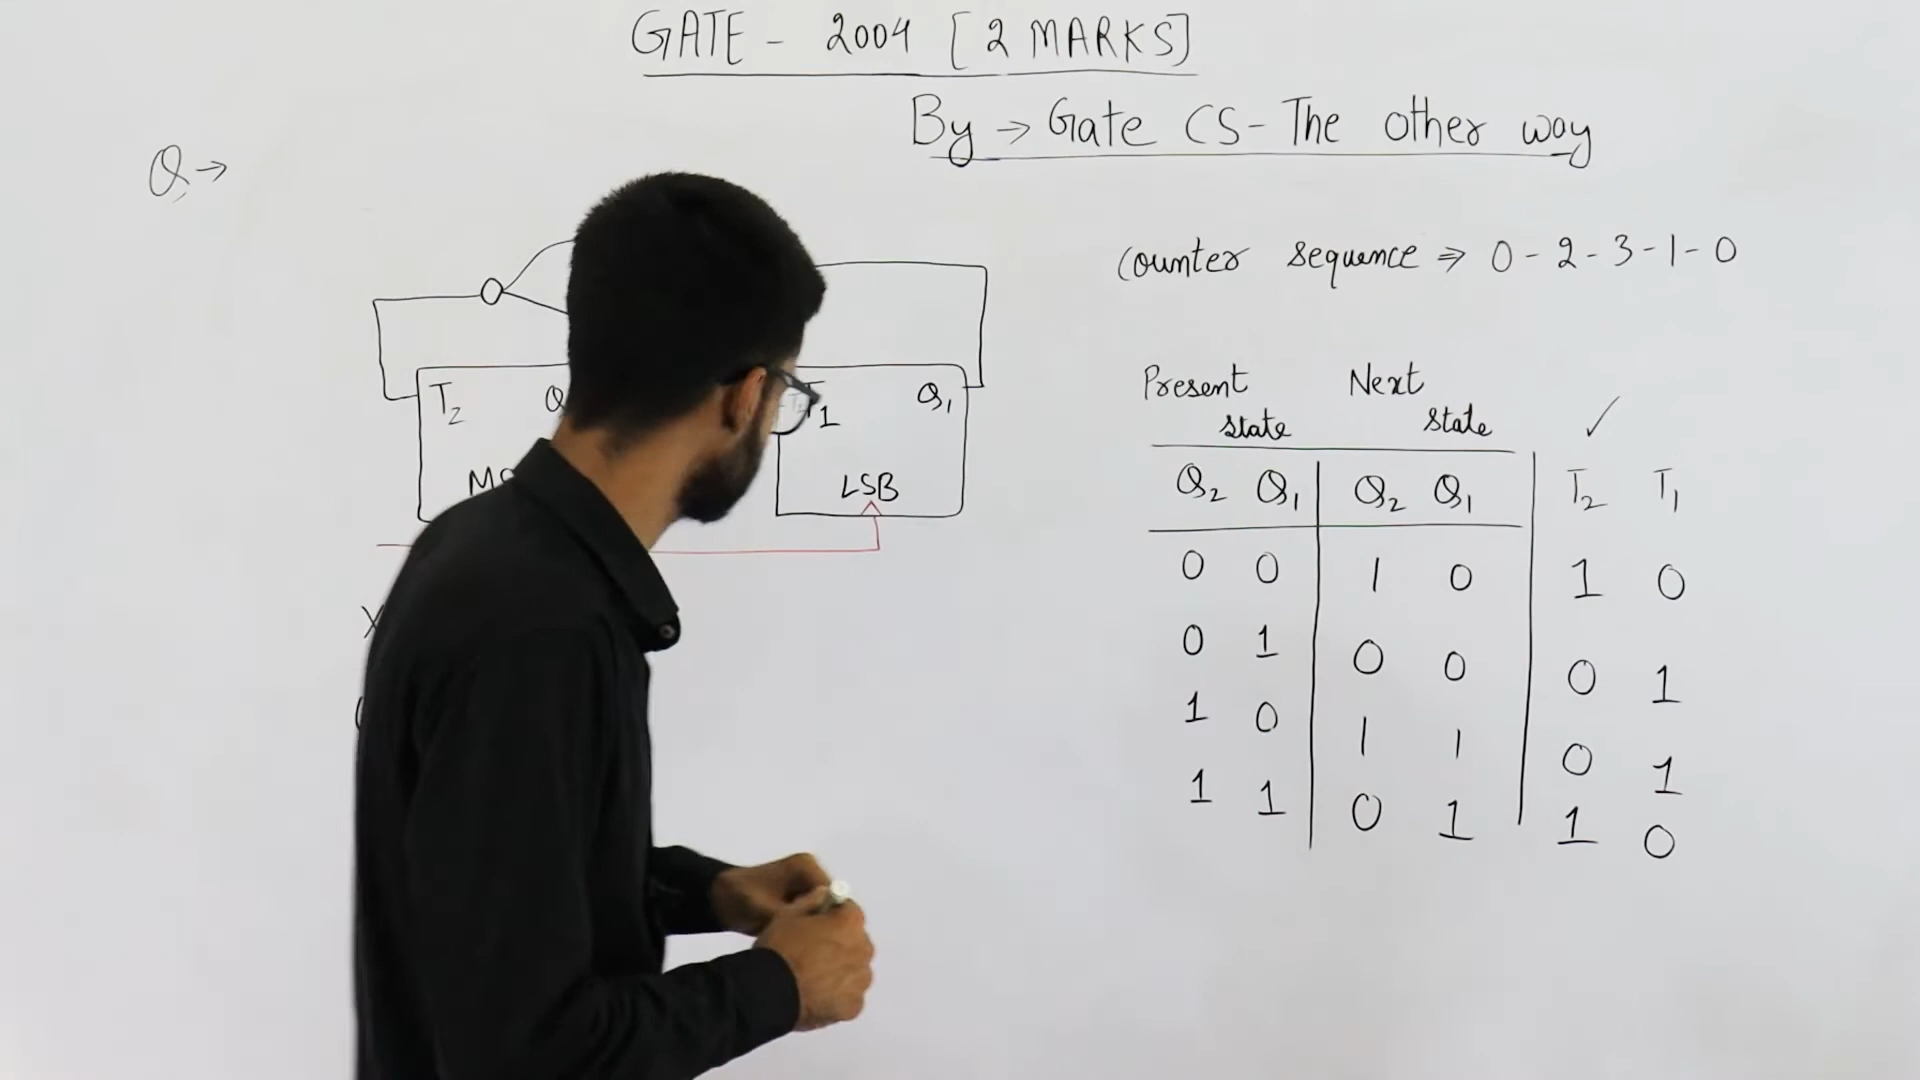 GATE - 2004 [2 MARKS]
By → Gate CS - The other way
Q →
Counter sequence ⇒ 0 - 2 - 3 - 1 - 0
T2 Q T1 Q1
LSB
Present state Next state ✓
Q2 Q1 Q2 Q1 T2 T1
0 0 1 0 1 0
0 1 0 0 0 1
1 0 1 1 0 1
1 1 0 1 1 0